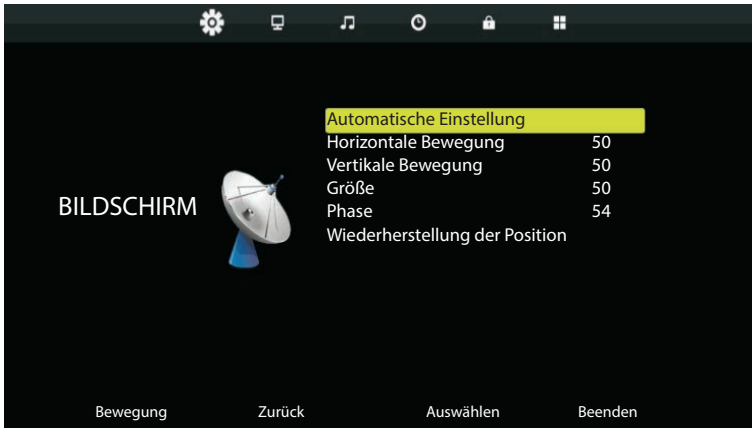 Automatische Einstellung
Horizontale Bewegung 50
Vertikale Bewegung 50
Größe 50
BILDSCHIRM
Phase 54
Wiederherstellung der Position
Bewegung Zurück Auswählen Beenden